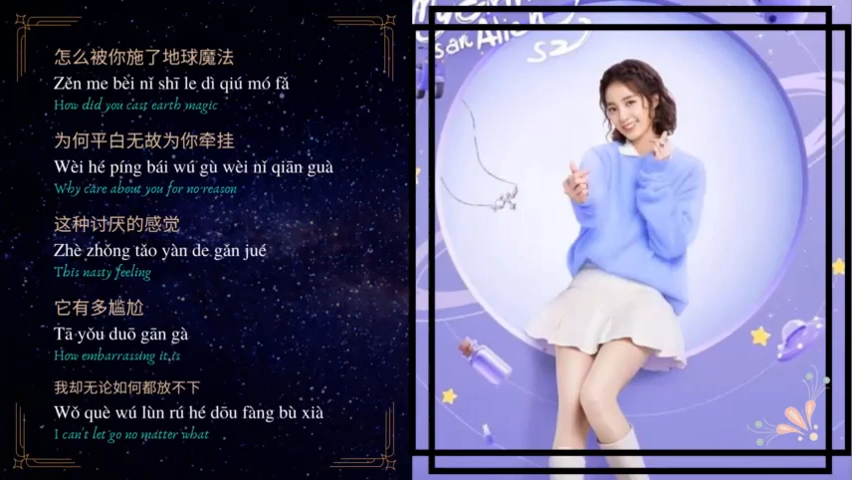 怎么被你施了地球魔法
Zěn me bèi nǐ shī le dì qiú mó fǎ
How did you cast earth magic
为何平白无故为你牵挂
Wèi hé píng bái wú gù wèi nǐ qiān guà
Why care about you for no reason
这种讨厌的感觉
Zhè zhǒng tǎo yàn de gǎn jué
This nasty feeling
它有多尴尬
Tā yǒu duō gān gà
How embarrassing it is
我却无论如何都放不下
Wǒ què wú lùn rú hé dōu fàng bù xià
I can't let go no matter what
an Alien
S2